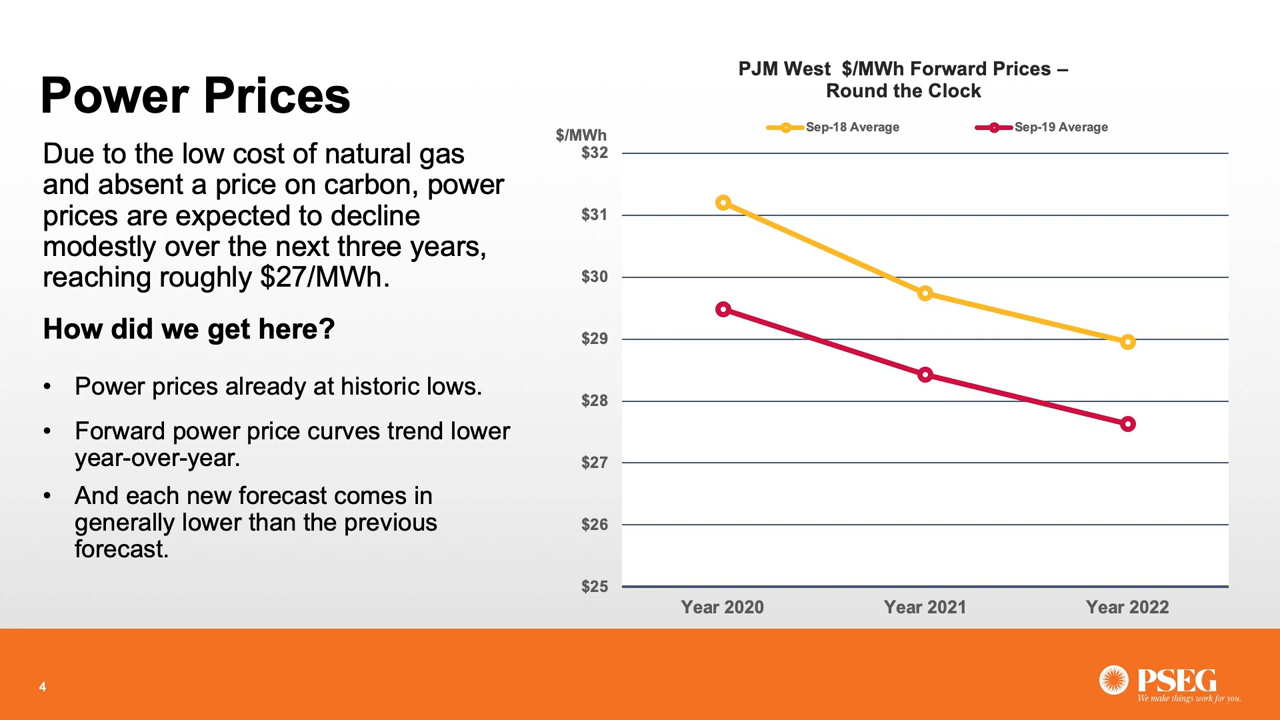 Power Prices
Due to the low cost of natural gas
and absent a price on carbon, power
prices are expected to decline
modestly over the next three years,
reaching roughly $27/MWh.
How did we get here?
• Power prices already at historic lows.
• Forward power price curves trend lower
year-over-year.
• And each new forecast comes in
generally lower than the previous
forecast.
PJM West $/MWh Forward Prices –
Round the Clock
Sep-18 Average
Sep-19 Average
$/MWh
$32
$31
$30
$29
$28
$27
$26
$25
Year 2020
Year 2021
Year 2022
4
PSEG
We make things work for you.